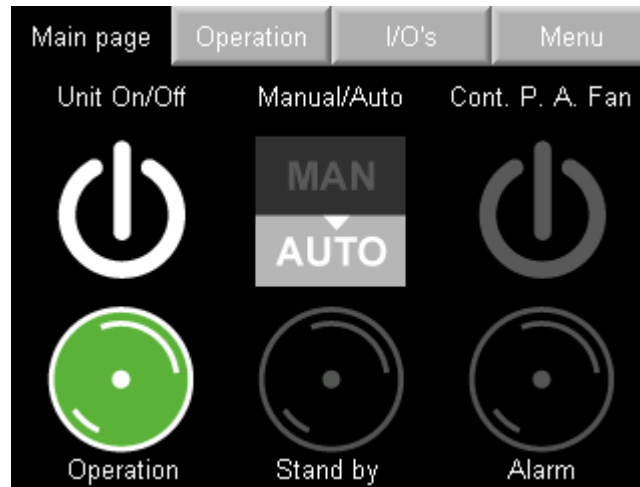 Main page Operation I/O's Menu
Unit On/Off Manual/Auto Cont. P. A. Fan
MAN
AUTO
Operation Stand by Alarm